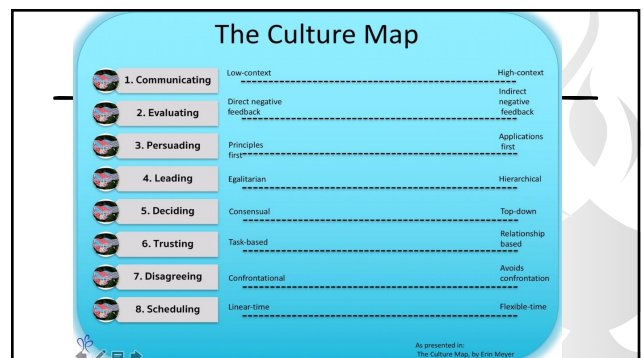 The Culture Map
1. Communicating
Low-context
High-context
2. Evaluating
Direct negative
feedback
Indirect
negative
feedback
3. Persuading
Principles
first
Applications
first
4. Leading
Egalitarian
Hierarchical
5. Deciding
Consensual
Top-down
6. Trusting
Task-based
Relationship
based
7. Disagreeing
Confrontational
Avoids
confrontation
8. Scheduling
Linear-time
Flexible-time
As presented in:
The Culture Map, by Erin Meyer